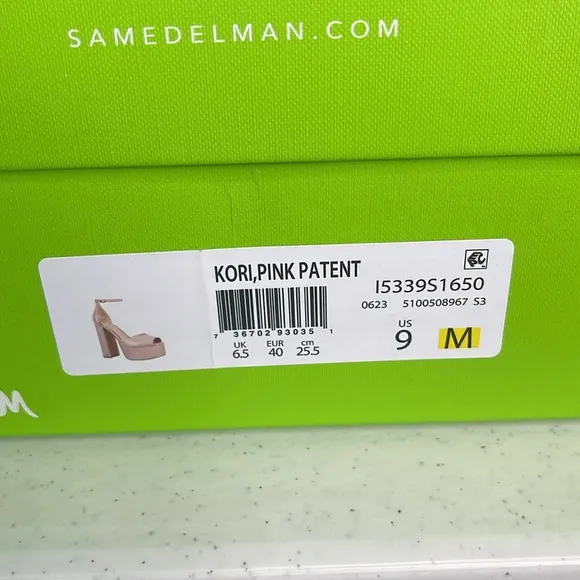 SAMEDELMAN.COM
KORI,PINK PATENT
I5339S1650
0623 5100508967 S3
7 36702 93035 1
UK EUR cm
6.5 40 25.5
US
9 M